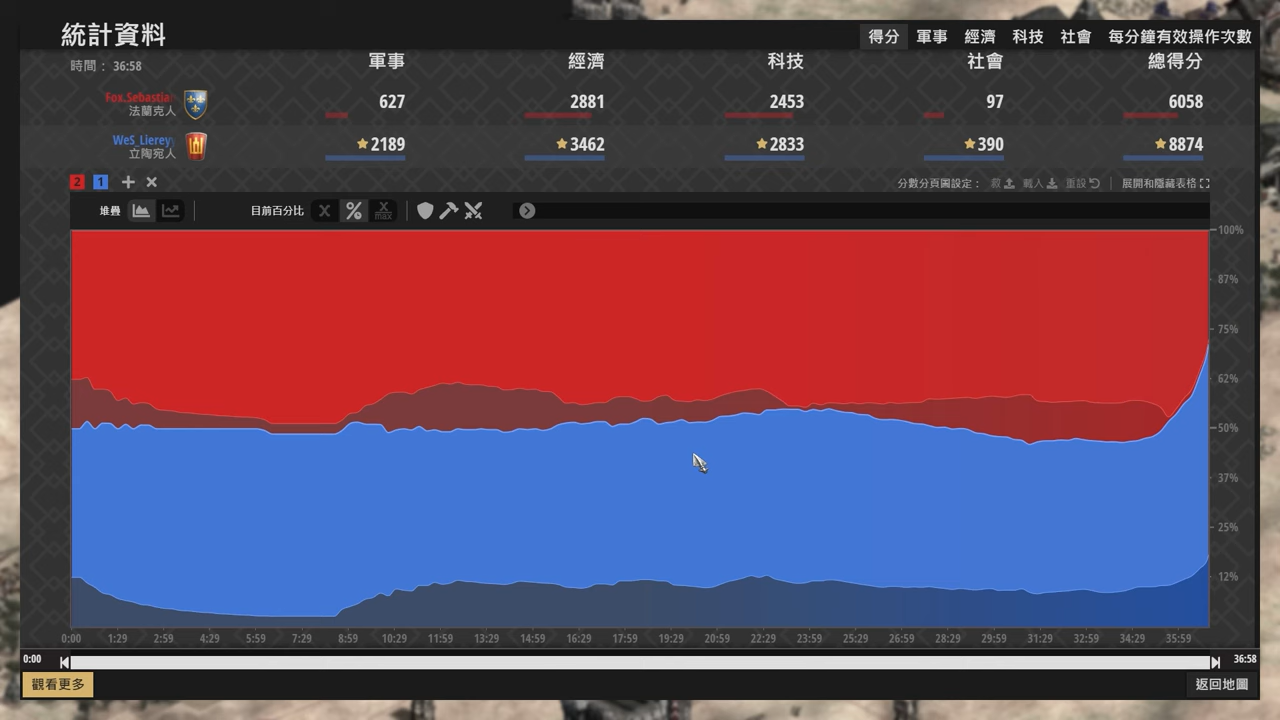 統計資料
得分 軍事 經濟 科技 社會 每分鐘有效操作次數
時間： 36:58 軍事 經濟 科技 社會 總得分
Fox.Sebastia 627 2881 2453 97 6058
法蘭克人
WeS_Lierey 2189 3462 2833 390 8874
立陶宛人
2 1 分數分頁圖設定： 載入 重設 展開和隱藏表格
堆疊 目前百分比 X % X max
100%
87%
75%
62%
50%
37%
25%
12%
0:00 1:29 2:59 4:29 5:59 7:29 8:59 10:29 11:59 13:29 14:59 16:29 17:59 19:29 20:59 22:29 23:59 25:29 26:59 28:29 29:59 31:29 32:59 34:29 35:59
0:00 36:58
觀看更多 返回地圖